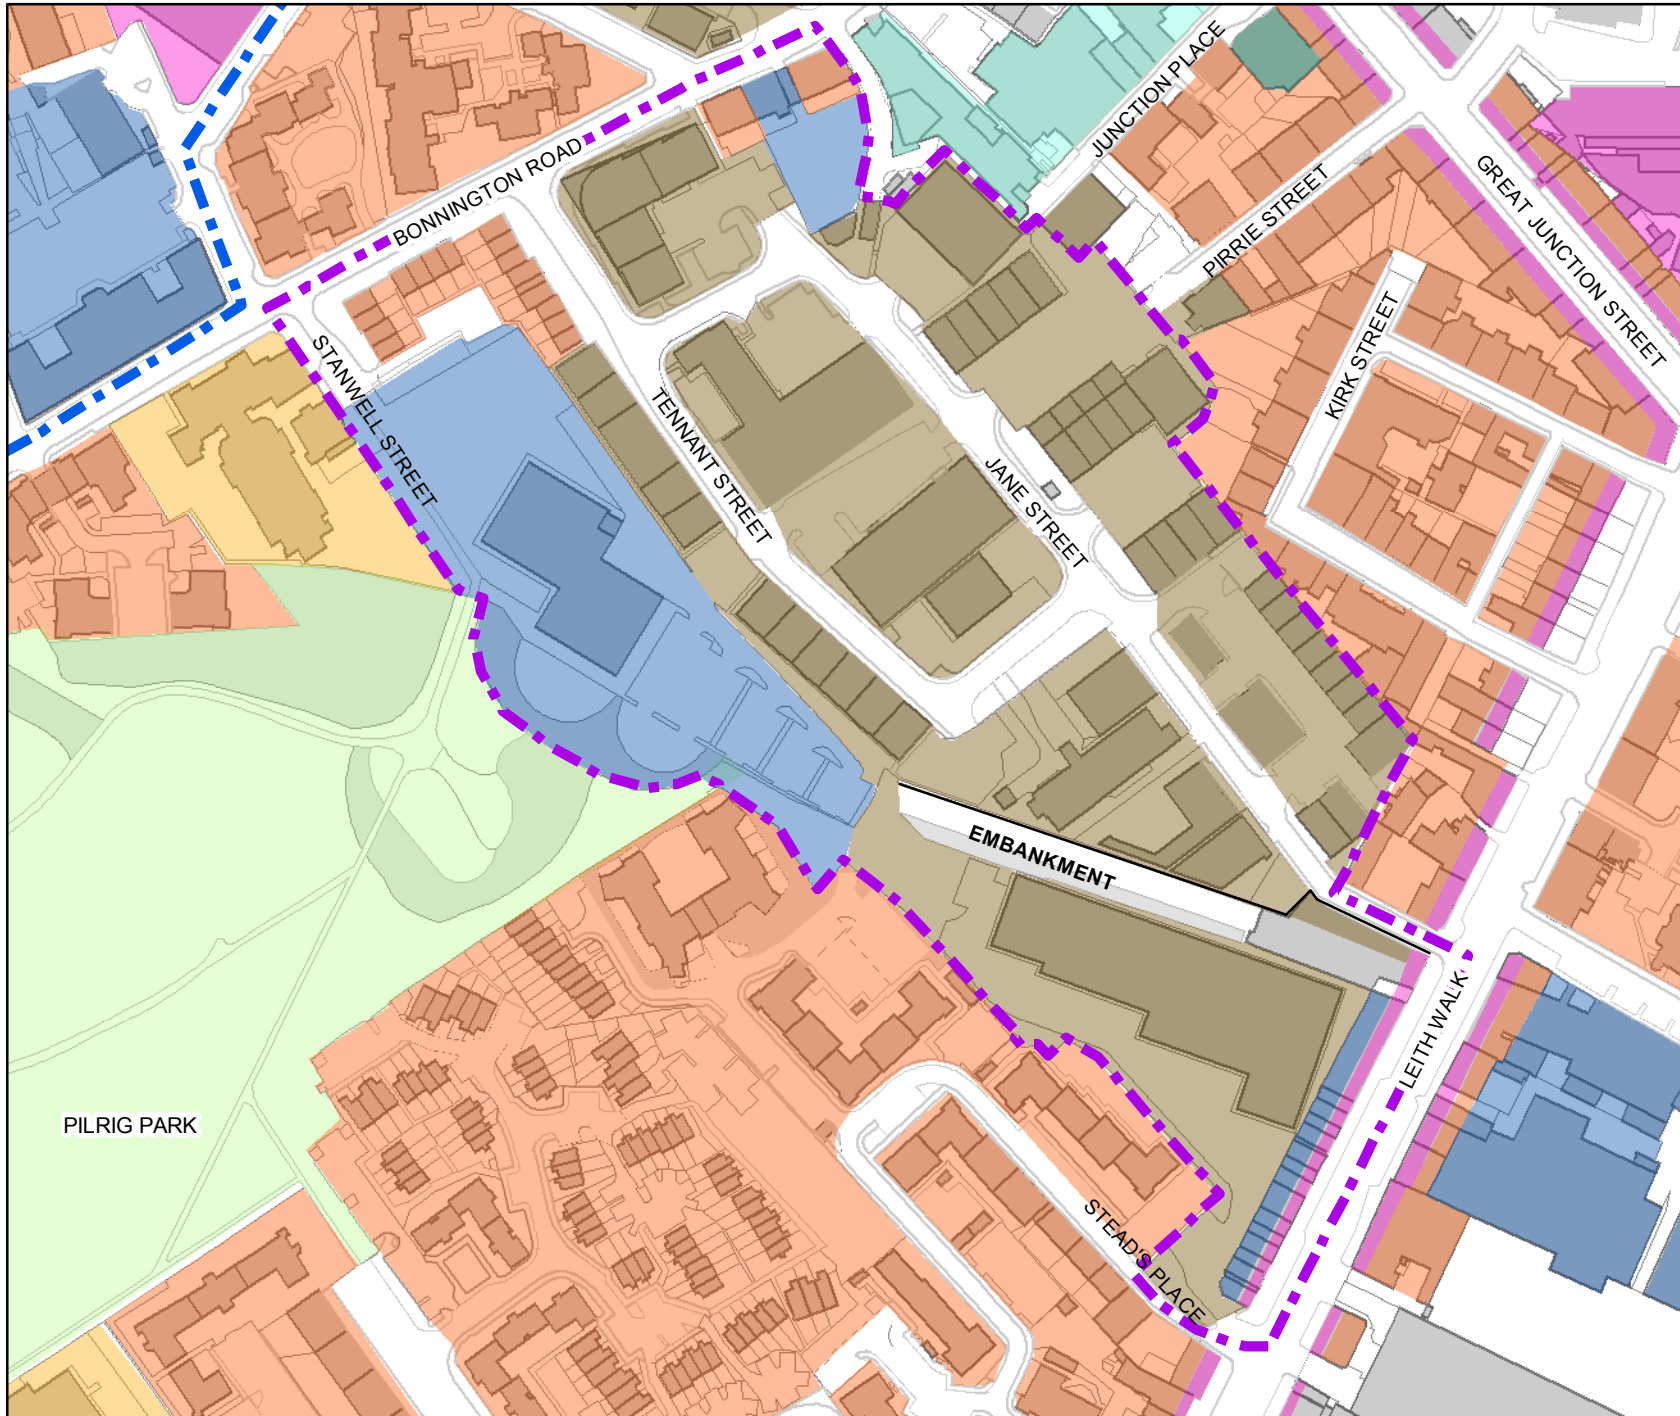 JUNCTION PLACE
BONNINGTON ROAD
PIRRIE STREET
GREAT JUNCTION STREET
STANWELL STREET
KIRK STREET
TENNANT STREET
JANE STREET
EMBANKMENT
LEITH WALK
PILRIG PARK
STEAD'S PLACE